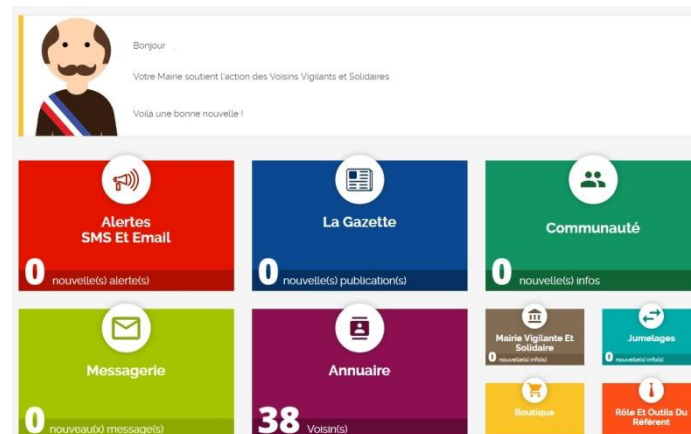 Bonjour ,
Votre Mairie soutient l'action des Voisins Vigilants et Solidaires
Voilà une bonne nouvelle !
Alertes
SMS Et Email
0 nouvelle(s) alerte(s)
La Gazette
0 nouvelle(s) publication(s)
Communauté
0 nouvelle(s) infos
Messagerie
0 nouveau(x) message(s)
Annuaire
38 Voisin(s)
Mairie Vigilante Et
Solidaire
0 nouvelle(s) info(s)
Jumelages
0 nouvelle(s) info(s)
Boutique
Rôle Et Outils Du
Référent